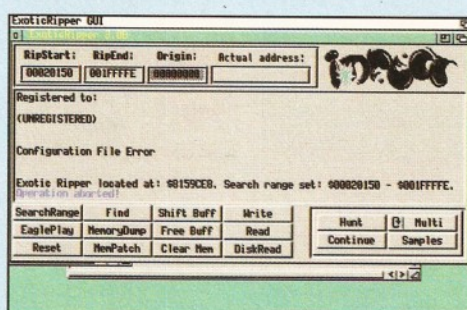 ExoticRipper GUI
ExoticRipper 3.0B
RipStart: RipEnd: Origin: Actual address:
00020150 001FFFFE 00000000
Registered to:
(UNREGISTERED)
Configuration File Error
Exotic Ripper located at: $8159CE8. Search range set: $00020150 - $001FFFFE.
Operation aborted!
SearchRange Find Shift Buff Write
EaglePlay MemoryDump Free Buff Read
Reset MemPatch Clear Mem DiskRead
Hunt Multi
Continue Samples